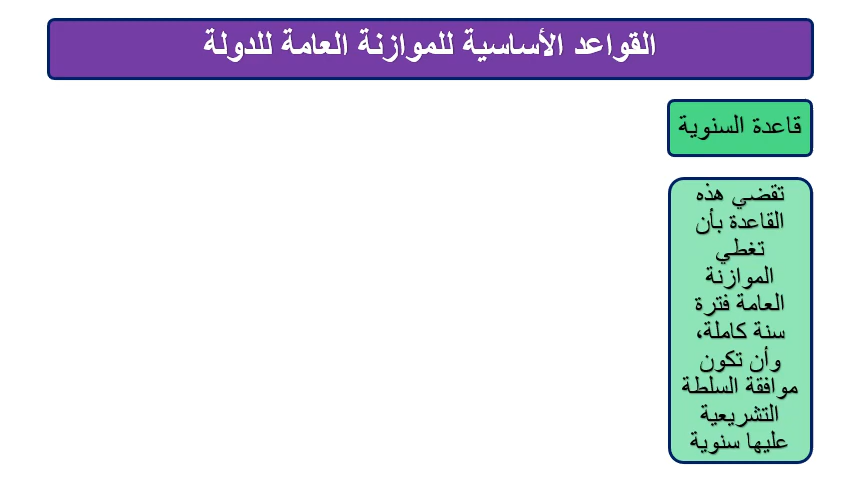 القواعد الأساسية للموازنة العامة للدولة
قاعدة السنوية
تقضي هذه
القاعدة بأن
تغطي
الموازنة
العامة فترة
سنة كاملة،
وأن تكون
موافقة السلطة
التشريعية
عليها سنوية